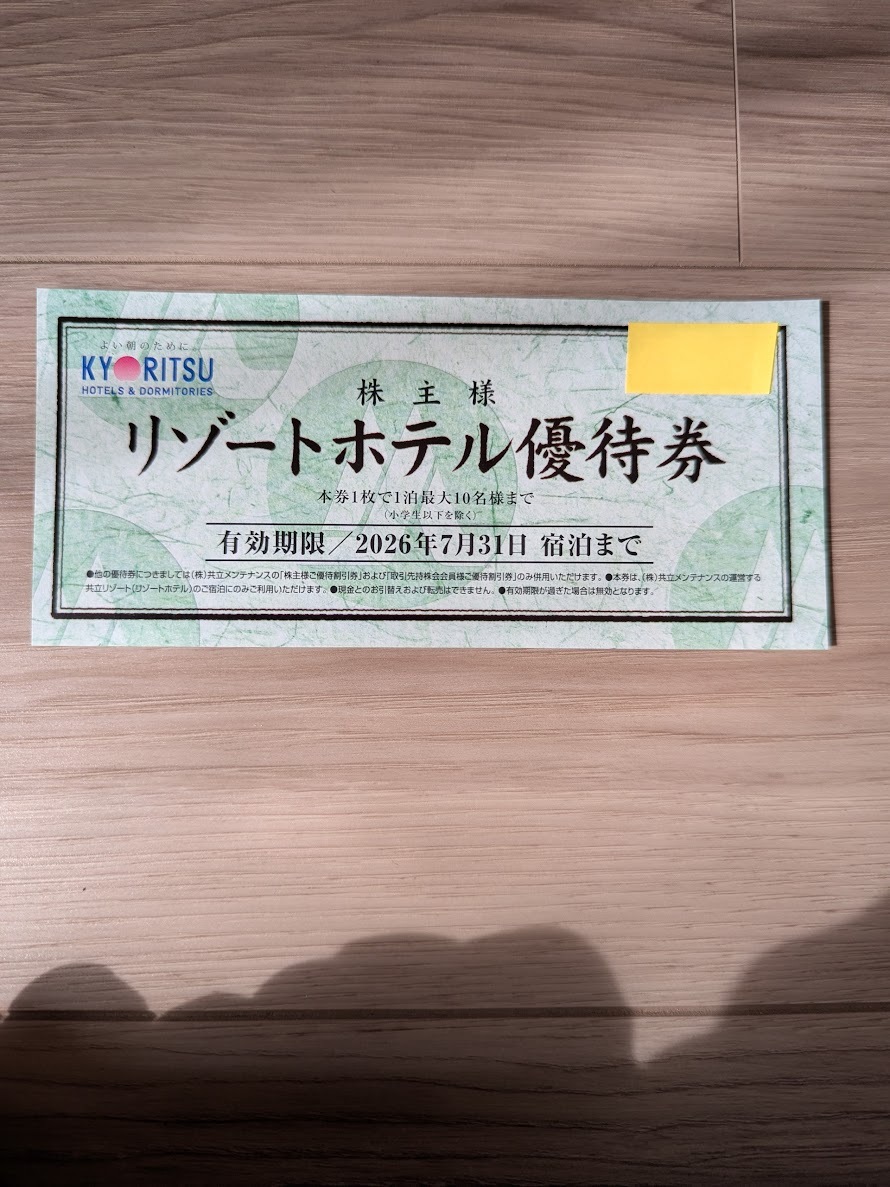 よい朝のために
KYORITSU
HOTELS & DORMITORIES
株主様
リゾートホテル優待券
本券1枚で1泊最大10名様まで
(小学生以下を除く)
有効期限/2026年7月31日 宿泊まで
●他の優待券につきましては(株)共立メンテナンスの「株主様ご優待割引券」および「取引先持株会会員様ご優待割引券」のみ併用いただけます。●本券は、(株)共立メンテナンスの運営する
共立リゾート(リゾートホテル)のご宿泊にのみご利用いただけます。●現金とのお引替えおよび転売はできません。●有効期限が過ぎた場合は無効となります。